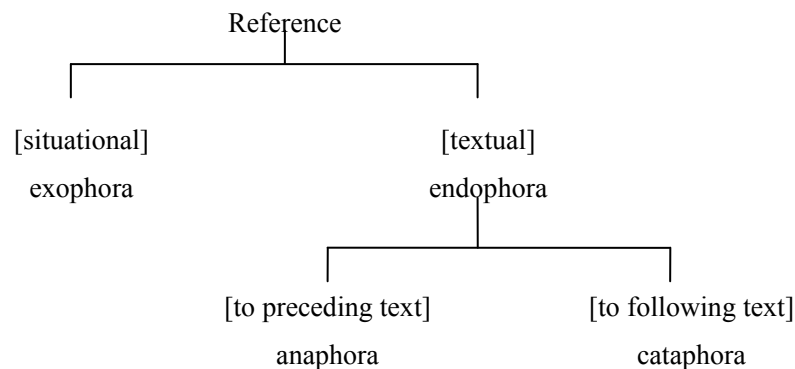 Reference
[situational] [textual]
exophora endophora
[to preceding text] [to following text]
anaphora cataphora